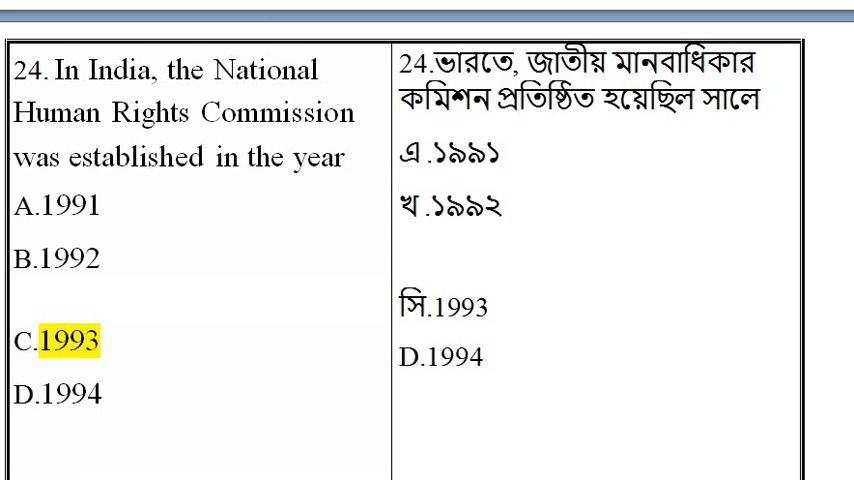 24. In India, the National
Human Rights Commission
was established in the year
A.1991
B.1992
C.1993
D.1994
24.ভারতে, জাতীয় মানবাধিকার
কমিশন প্রতিষ্ঠিত হয়েছিল সালে
এ.১৯৯১
খ.১৯৯২
সি.1993
D.1994